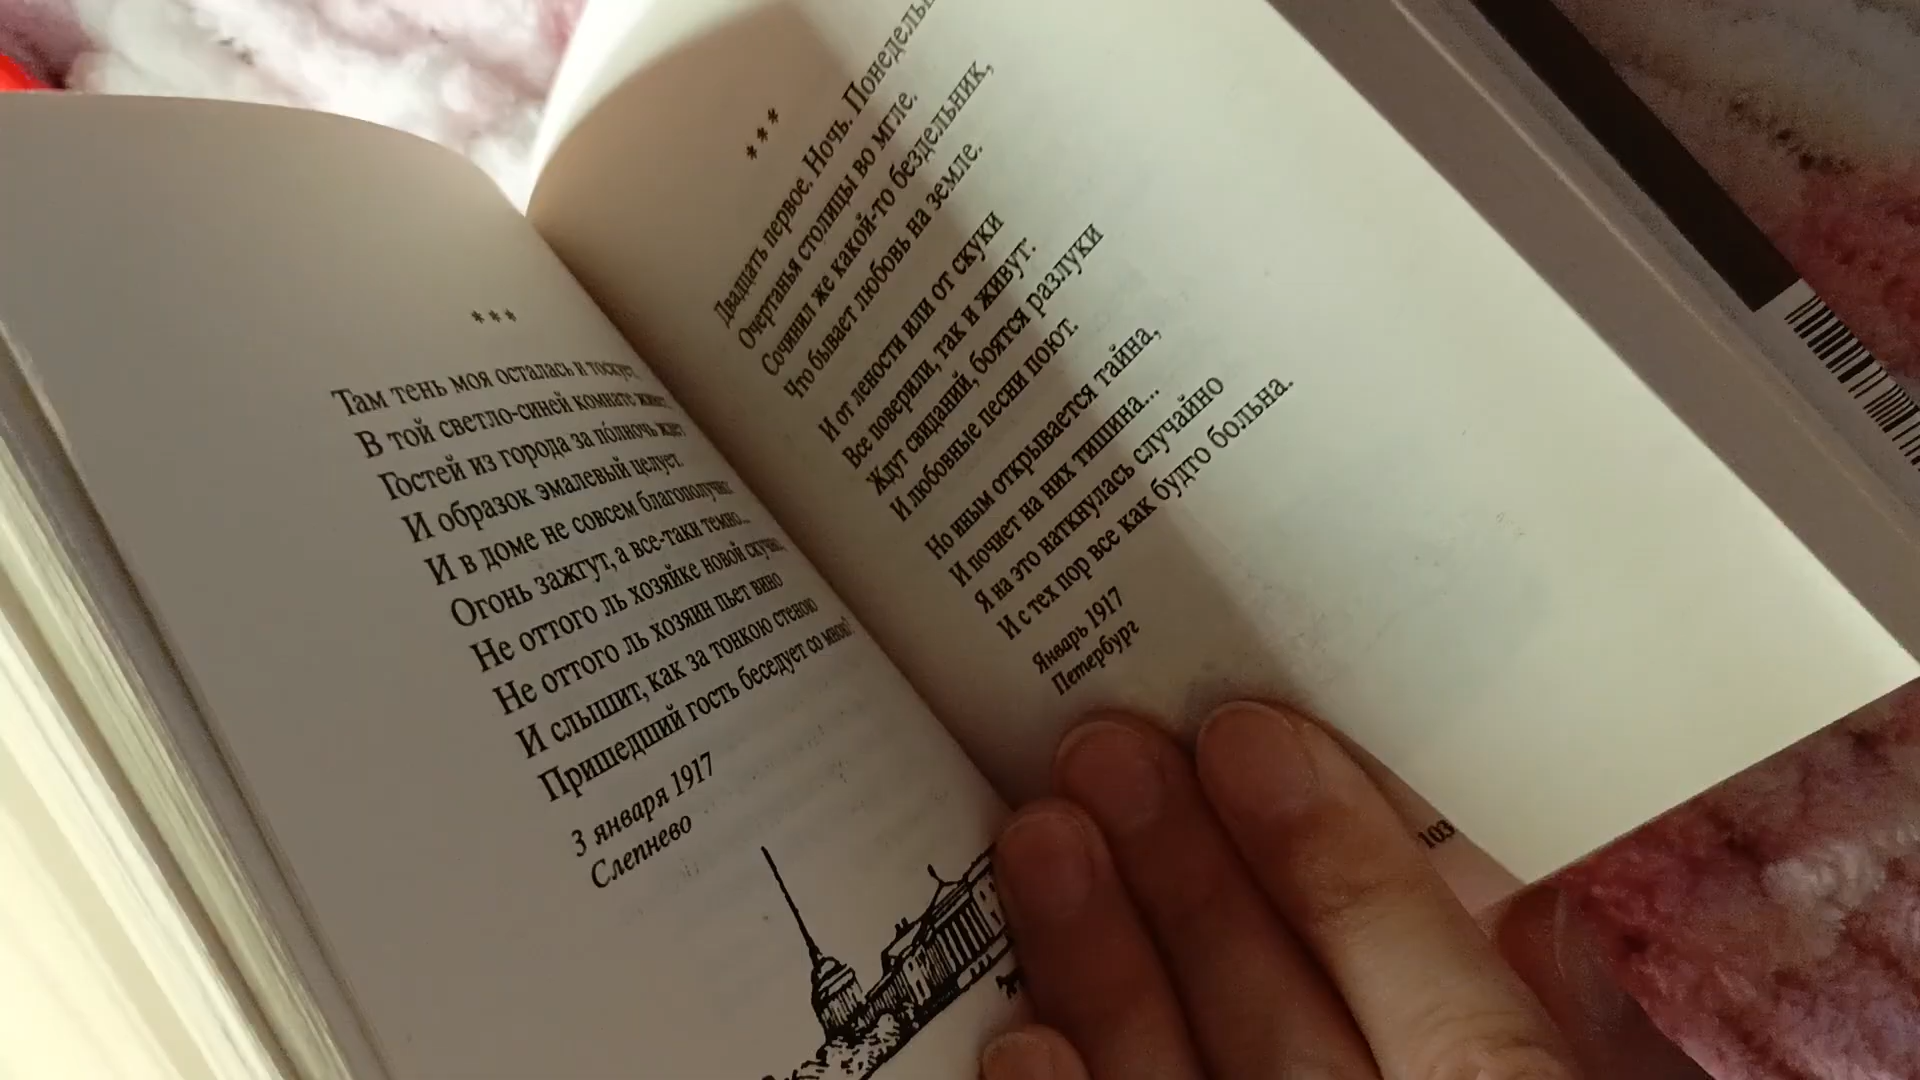 * * *
Там тень моя осталась и тоскует,
В той светло-синей комнате живет,
Гостей из города за по́лночь ждет
И образок эмалевый целует.
И в доме не совсем благополучно:
Огонь зажгут, а все-таки темно...
Не оттого ль хозяйке новой скучно,
Не оттого ль хозяин пьет вино
И слышит, как за тонкою стеною
Пришедший гость беседует со мною?
3 января 1917
Слепнево
* * *
Двадцать первое. Ночь. Понедельник
Очертанья столицы во мгле.
Сочинил же какой-то бездельник,
Что бывает любовь на земле.
И от лености или от скуки
Все поверили, так и живут:
Ждут свиданий, боятся разлуки
И любовные песни поют.
Но иным открывается тайна,
И почиет на них тишина...
Я на это наткнулась случайно
И с тех пор все как будто больна.
Январь 1917
Петербург
103